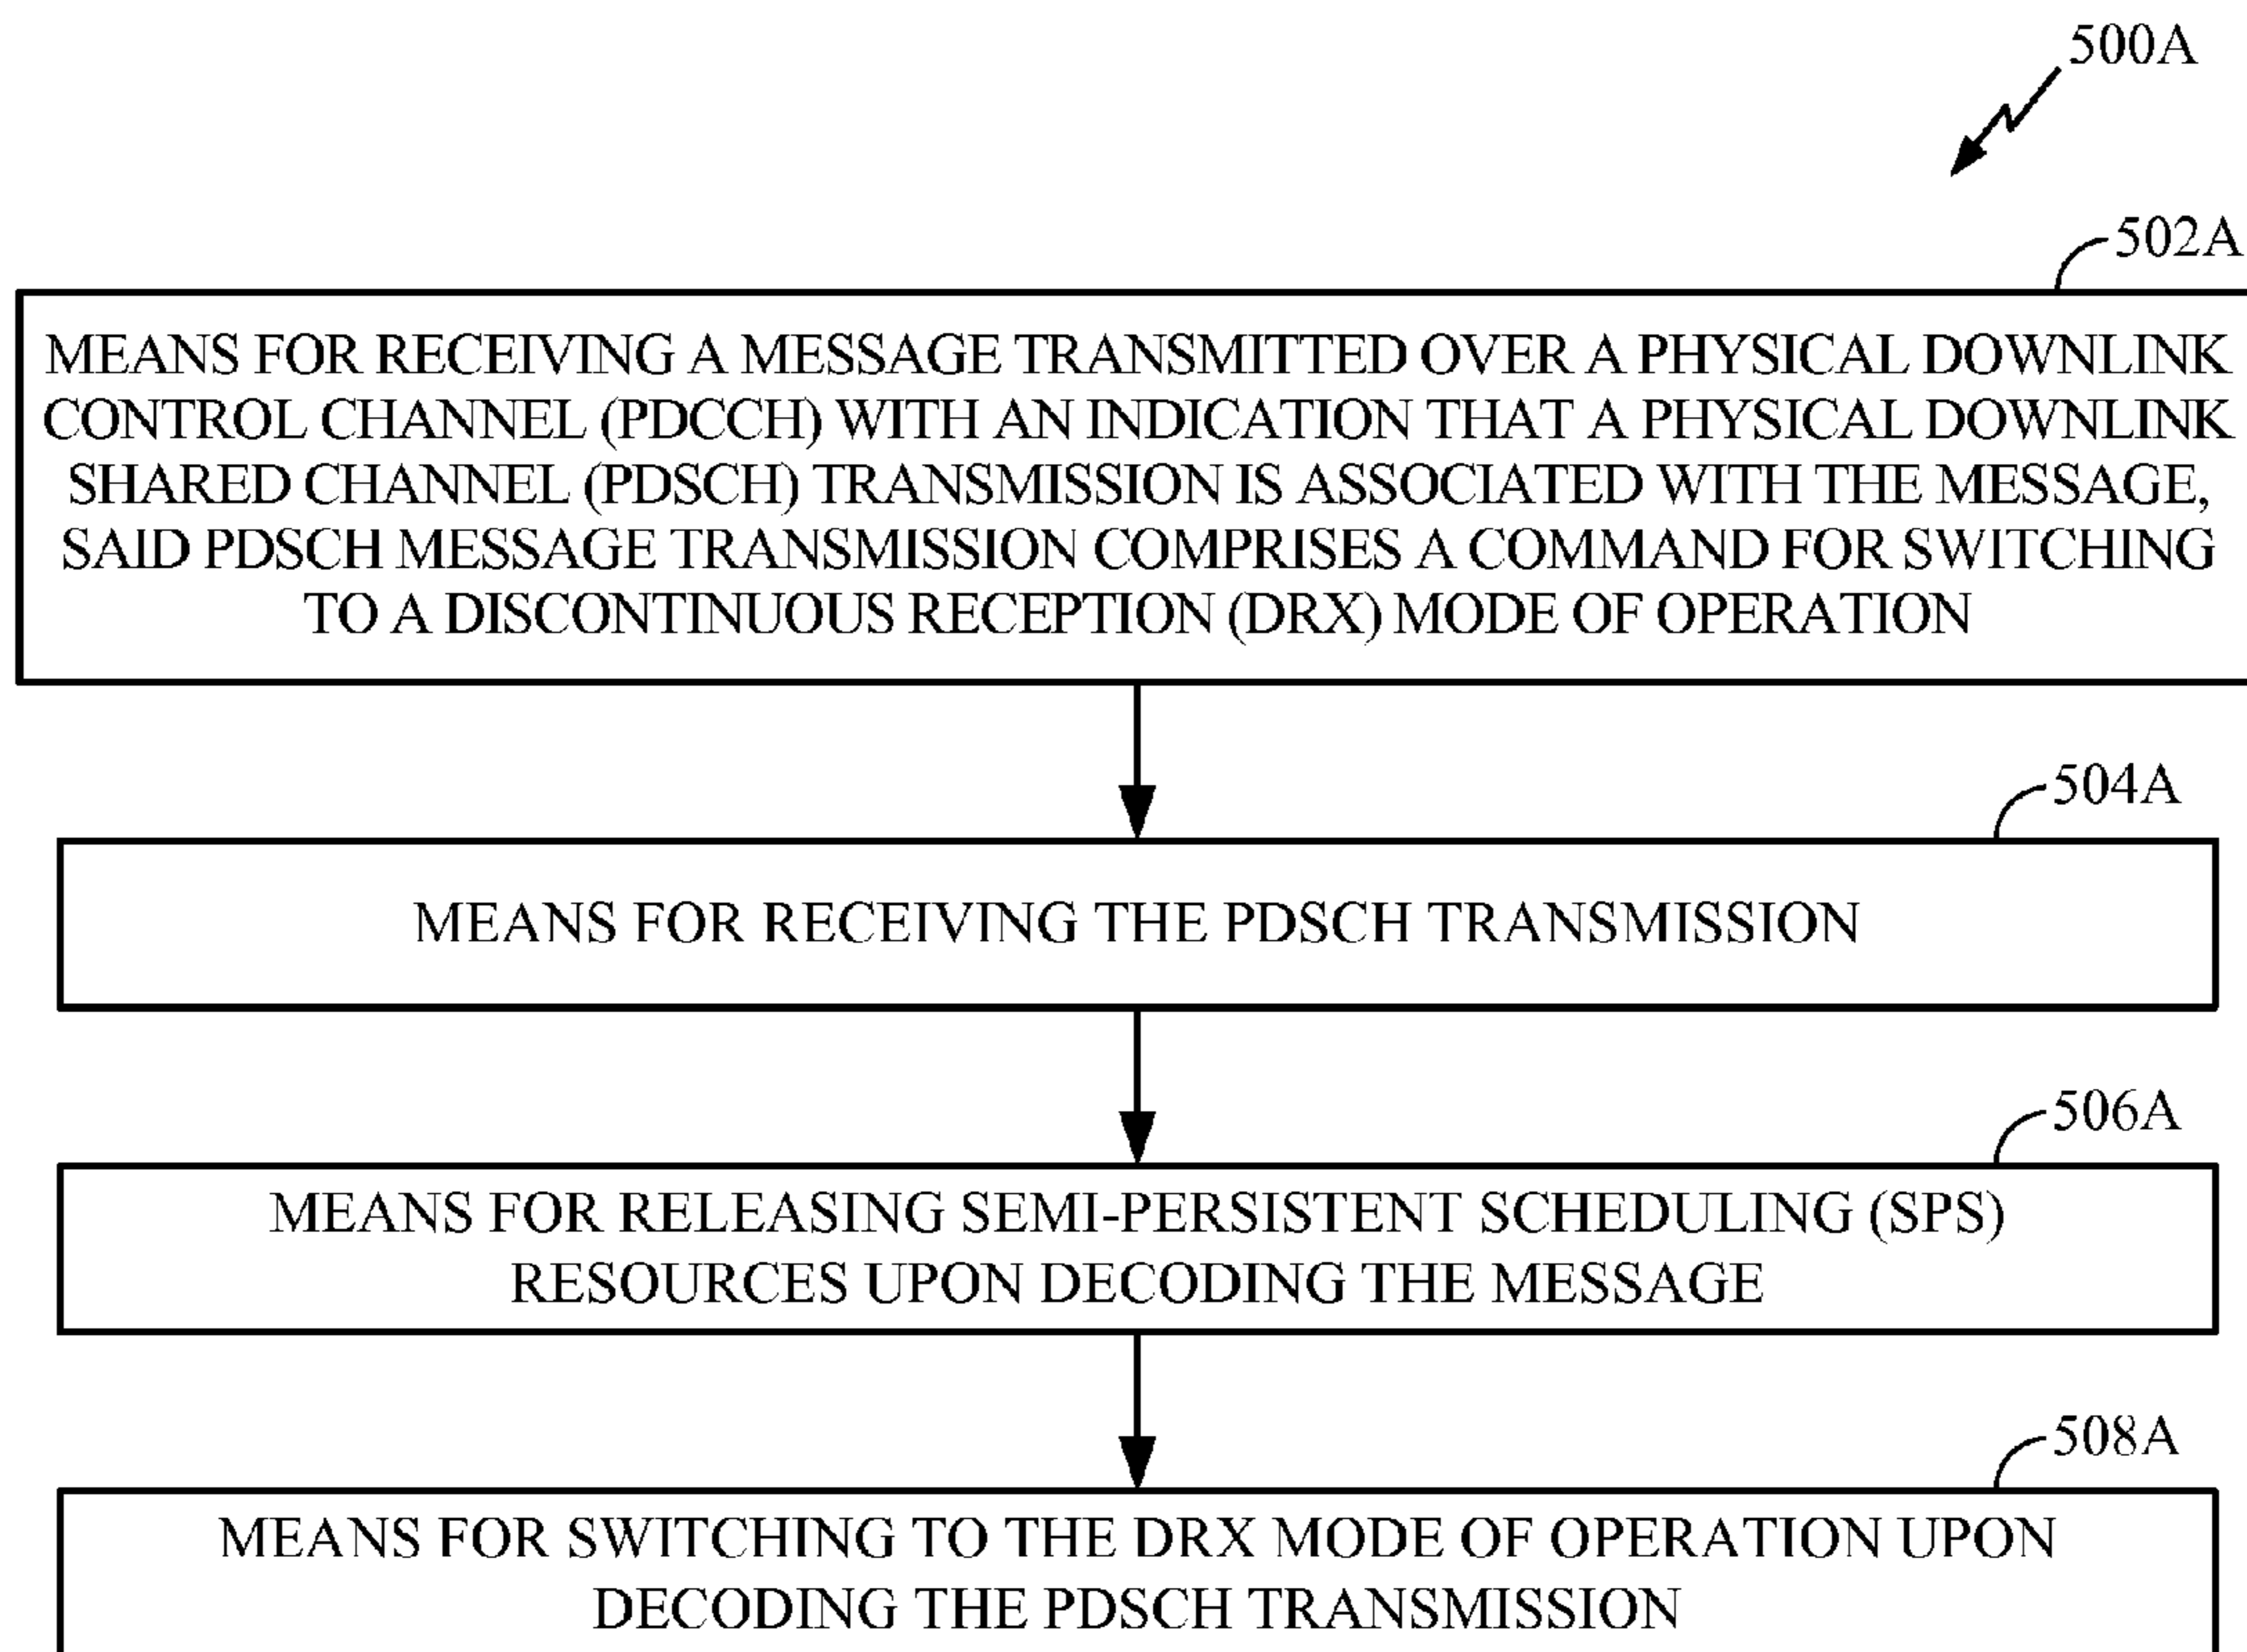 500A
502A
MEANS FOR RECEIVING A MESSAGE TRANSMITTED OVER A PHYSICAL DOWNLINK
CONTROL CHANNEL (PDCCH) WITH AN INDICATION THAT A PHYSICAL DOWNLINK
SHARED CHANNEL (PDSCH) TRANSMISSION IS ASSOCIATED WITH THE MESSAGE,
SAID PDSCH MESSAGE TRANSMISSION COMPRISES A COMMAND FOR SWITCHING
TO A DISCONTINUOUS RECEPTION (DRX) MODE OF OPERATION
504A
MEANS FOR RECEIVING THE PDSCH TRANSMISSION
506A
MEANS FOR RELEASING SEMI-PERSISTENT SCHEDULING (SPS)
RESOURCES UPON DECODING THE MESSAGE
508A
MEANS FOR SWITCHING TO THE DRX MODE OF OPERATION UPON
DECODING THE PDSCH TRANSMISSION